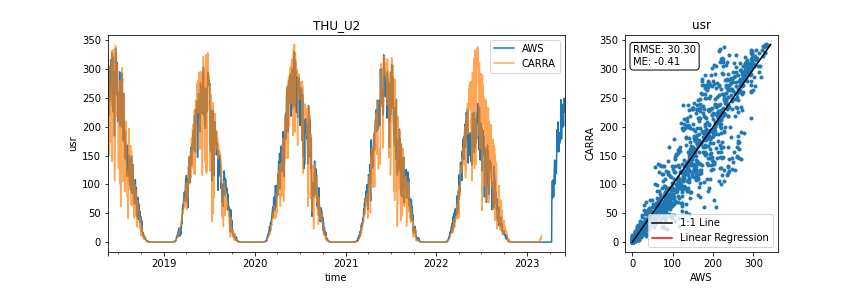 THU_U2
usr
350
300
250
200
150
100
50
0
usr
AWS
CARRA
2019
2020
2021
2022
2023
time
350
300
250
200
150
100
50
0
CARRA
RMSE: 30.30
ME: -0.41
1:1 Line
Linear Regression
0
100
200
300
AWS